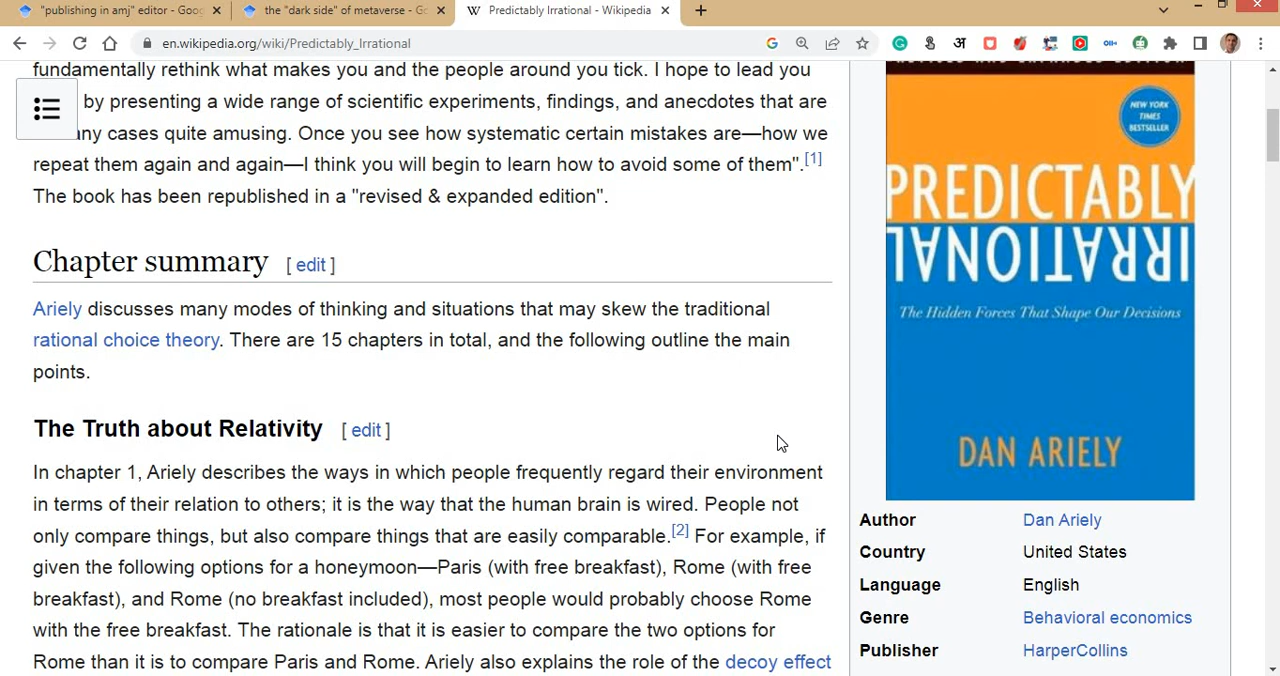 "publishing in amj" editor - Goo
the "dark side" of metaverse - Go
Predictably Irrational - Wikipedia
en.wikipedia.org/wiki/Predictably_Irrational
fundamentally rethink what makes you and the people around you tick. I hope to lead you
by presenting a wide range of scientific experiments, findings, and anecdotes that are
any cases quite amusing. Once you see how systematic certain mistakes are—how we
repeat them again and again—I think you will begin to learn how to avoid some of them".[1]
The book has been republished in a "revised & expanded edition".
Chapter summary [ edit ]
Ariely discusses many modes of thinking and situations that may skew the traditional
rational choice theory. There are 15 chapters in total, and the following outline the main
points.
The Truth about Relativity [ edit ]
In chapter 1, Ariely describes the ways in which people frequently regard their environment
in terms of their relation to others; it is the way that the human brain is wired. People not
only compare things, but also compare things that are easily comparable.[2] For example, if
given the following options for a honeymoon—Paris (with free breakfast), Rome (with free
breakfast), and Rome (no breakfast included), most people would probably choose Rome
with the free breakfast. The rationale is that it is easier to compare the two options for
Rome than it is to compare Paris and Rome. Ariely also explains the role of the decoy effect
NEW YORK
TIMES
BESTSELLER
PREDICTABLY
IRRATIONAL
The Hidden Forces That Shape Our Decisions
DAN ARIELY
Author Dan Ariely
Country United States
Language English
Genre Behavioral economics
Publisher HarperCollins